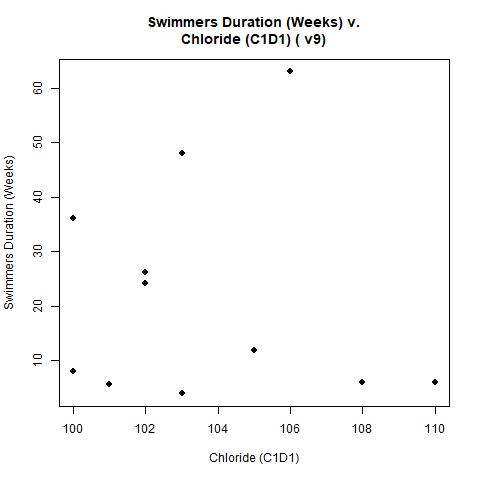 Swimmers Duration (Weeks) v.
Chloride (C1D1) ( v9)
Swimmers Duration (Weeks)
60
50
40
30
20
10
100 102 104 106 108 110
Chloride (C1D1)